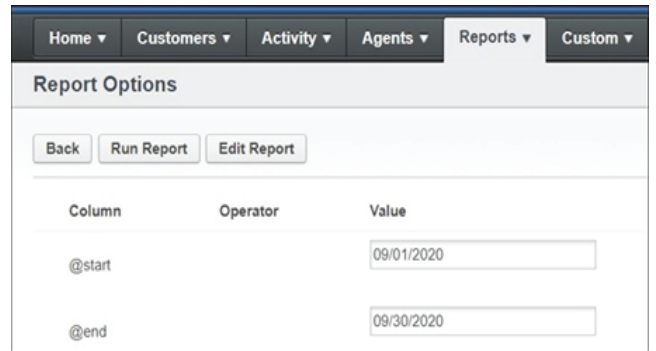 Home ▾ Customers ▾ Activity ▾ Agents ▾ Reports ▾ Custom ▾
Report Options
Back Run Report Edit Report
Column Operator Value
@start 09/01/2020
@end 09/30/2020